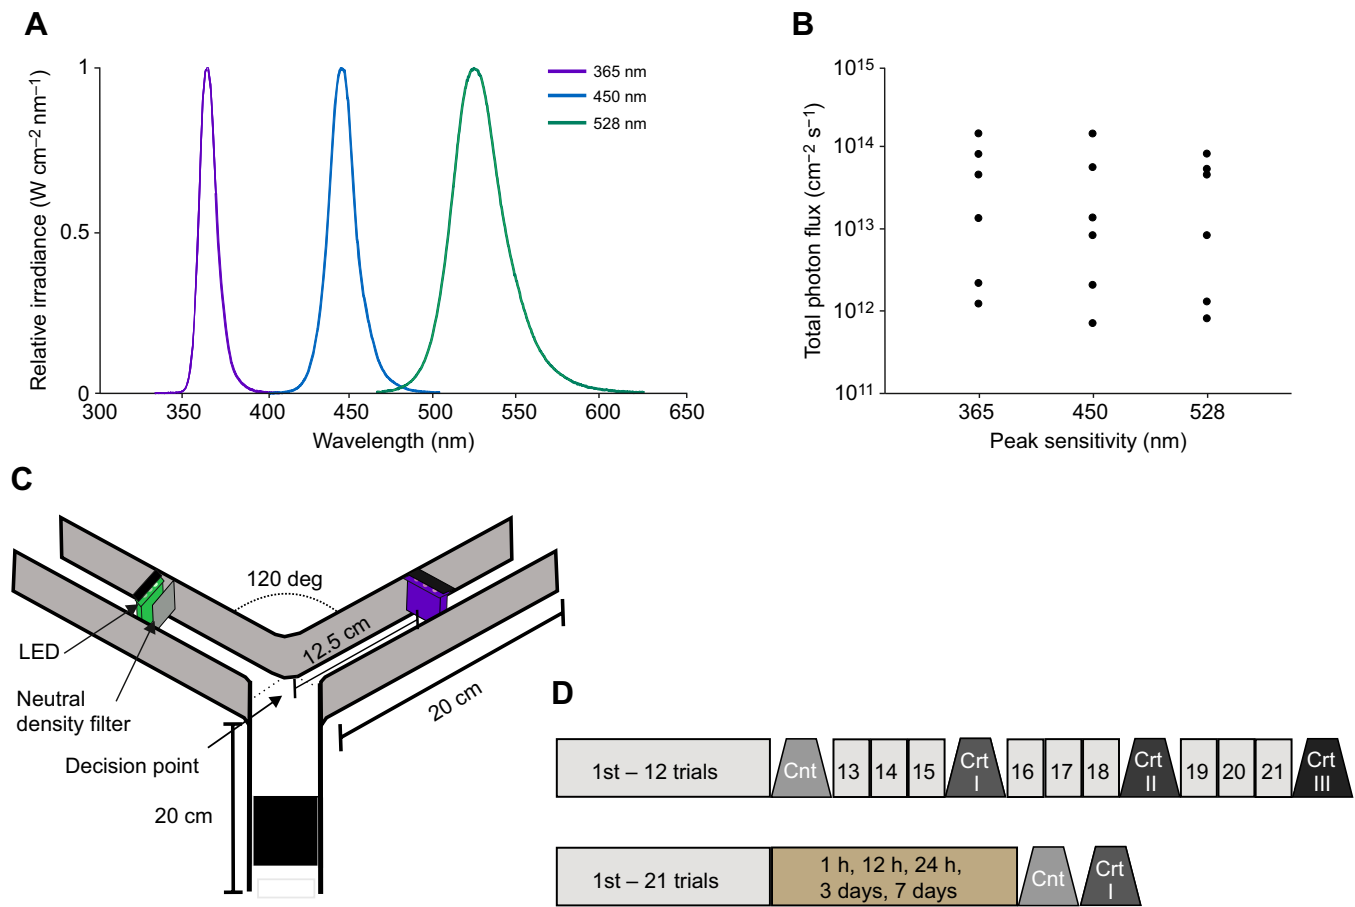 A
Relative irradiance (W cm⁻² nm⁻¹)
1
0.5
0
300 350 400 450 500 550 600 650
Wavelength (nm)
365 nm
450 nm
528 nm
B
Total photon flux (cm⁻² s⁻¹)
10¹⁵
10¹⁴
10¹³
10¹²
10¹¹
365 450 528
Peak sensitivity (nm)
C
120 deg
12.5 cm
20 cm
LED
Neutral
density filter
Decision point
20 cm
D
1st – 12 trials
Cnt
13 14 15
Crt
I
16 17 18
Crt
II
19 20 21
Crt
III
1st – 21 trials
1 h, 12 h, 24 h,
3 days, 7 days
Cnt
Crt
I